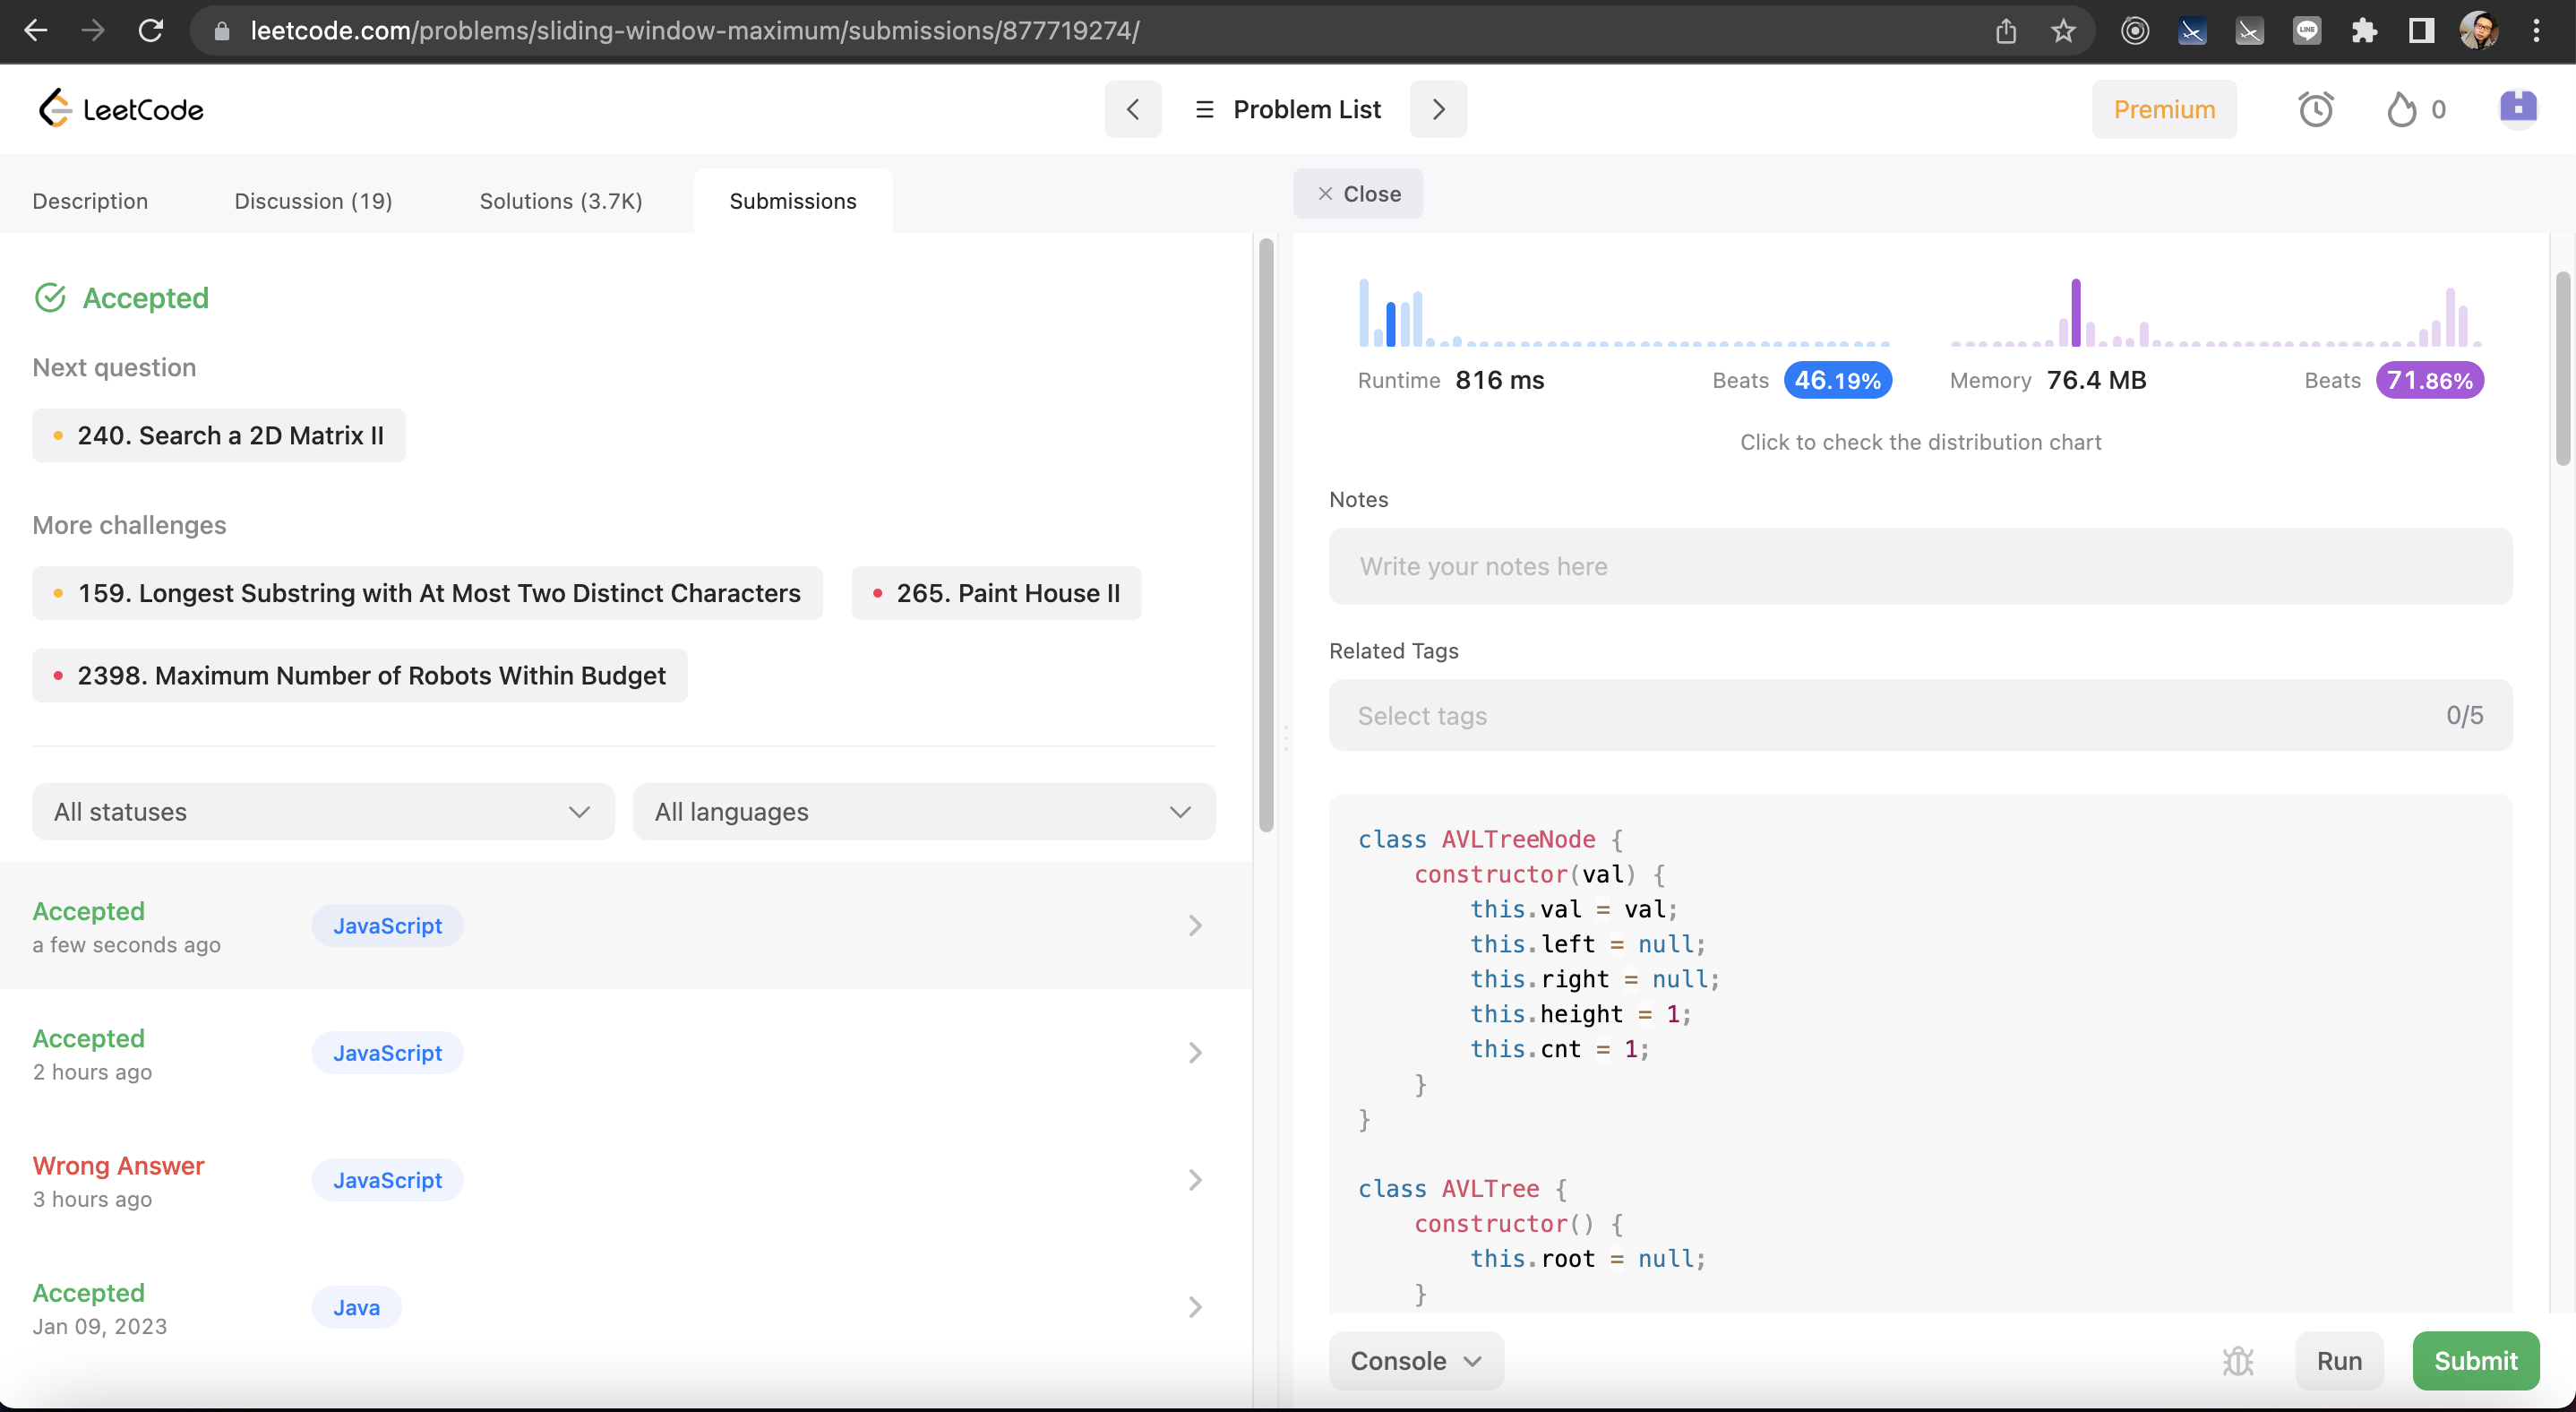 leetcode.com/problems/sliding-window-maximum/submissions/877719274/
LeetCode
Problem List
Premium
0
Description
Discussion (19)
Solutions (3.7K)
Submissions
Close
Accepted
Next question
240. Search a 2D Matrix II
More challenges
159. Longest Substring with At Most Two Distinct Characters
265. Paint House II
2398. Maximum Number of Robots Within Budget
All statuses
All languages
Accepted
a few seconds ago
JavaScript
Accepted
2 hours ago
JavaScript
Wrong Answer
3 hours ago
JavaScript
Accepted
Jan 09, 2023
Java
Runtime 816 ms
Beats 46.19%
Memory 76.4 MB
Beats 71.86%
Click to check the distribution chart
Notes
Write your notes here
Related Tags
Select tags
0/5
class AVLTreeNode {
    constructor(val) {
        this.val = val;
        this.left = null;
        this.right = null;
        this.height = 1;
        this.cnt = 1;
    }
}
class AVLTree {
    constructor() {
        this.root = null;
    }
Console
Run
Submit